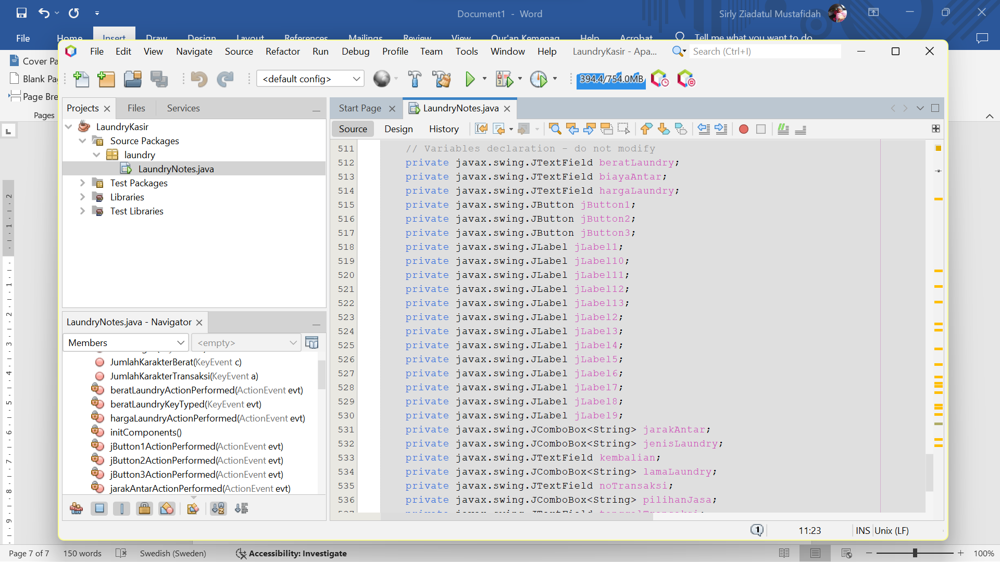 Document1 - Word
Sirly Ziadatul Mustafidah
File Home Insert Draw Design Layout References Mailings Review View Qur'an Kemenag Help Acrobat Tell me what you want to do
Cover Pa
Blank Pa
Page Bre
Pages
File Edit View Navigate Source Refactor Run Debug Profile Team Tools Window Help LaundryKasir - Apa... Search (Ctrl+I)
<default config> 394.4/754.0MB
Projects Files Services
LaundryKasir
Source Packages
laundry
LaundryNotes.java
Test Packages
Libraries
Test Libraries
LaundryNotes.java - Navigator
Members <empty>
JumlahKarakterBerat(KeyEvent c)
JumlahKarakterTransaksi(KeyEvent a)
beratLaundryActionPerformed(ActionEvent evt)
beratLaundryKeyTyped(KeyEvent evt)
hargaLaundryActionPerformed(ActionEvent evt)
initComponents()
jButton1ActionPerformed(ActionEvent evt)
jButton2ActionPerformed(ActionEvent evt)
jButton3ActionPerformed(ActionEvent evt)
jarakAntarActionPerformed(ActionEvent evt)
Start Page LaundryNotes.java
Source Design History
511 // Variables declaration - do not modify
512 private javax.swing.JTextField beratLaundry;
513 private javax.swing.JTextField biayaAntar;
514 private javax.swing.JTextField hargaLaundry;
515 private javax.swing.JButton jButton1;
516 private javax.swing.JButton jButton2;
517 private javax.swing.JButton jButton3;
518 private javax.swing.JLabel jLabel1;
519 private javax.swing.JLabel jLabel10;
520 private javax.swing.JLabel jLabel11;
521 private javax.swing.JLabel jLabel12;
522 private javax.swing.JLabel jLabel13;
523 private javax.swing.JLabel jLabel2;
524 private javax.swing.JLabel jLabel3;
525 private javax.swing.JLabel jLabel4;
526 private javax.swing.JLabel jLabel5;
527 private javax.swing.JLabel jLabel6;
528 private javax.swing.JLabel jLabel7;
529 private javax.swing.JLabel jLabel8;
530 private javax.swing.JLabel jLabel9;
531 private javax.swing.JComboBox<String> jarakAntar;
532 private javax.swing.JComboBox<String> jenisLaundry;
533 private javax.swing.JTextField kembalian;
534 private javax.swing.JComboBox<String> lamaLaundry;
535 private javax.swing.JTextField noTransaksi;
536 private javax.swing.JComboBox<String> pilihanJasa;
1 11:23 INS Unix (LF)
Page 7 of 7 150 words Swedish (Sweden) Accessibility: Investigate 100%